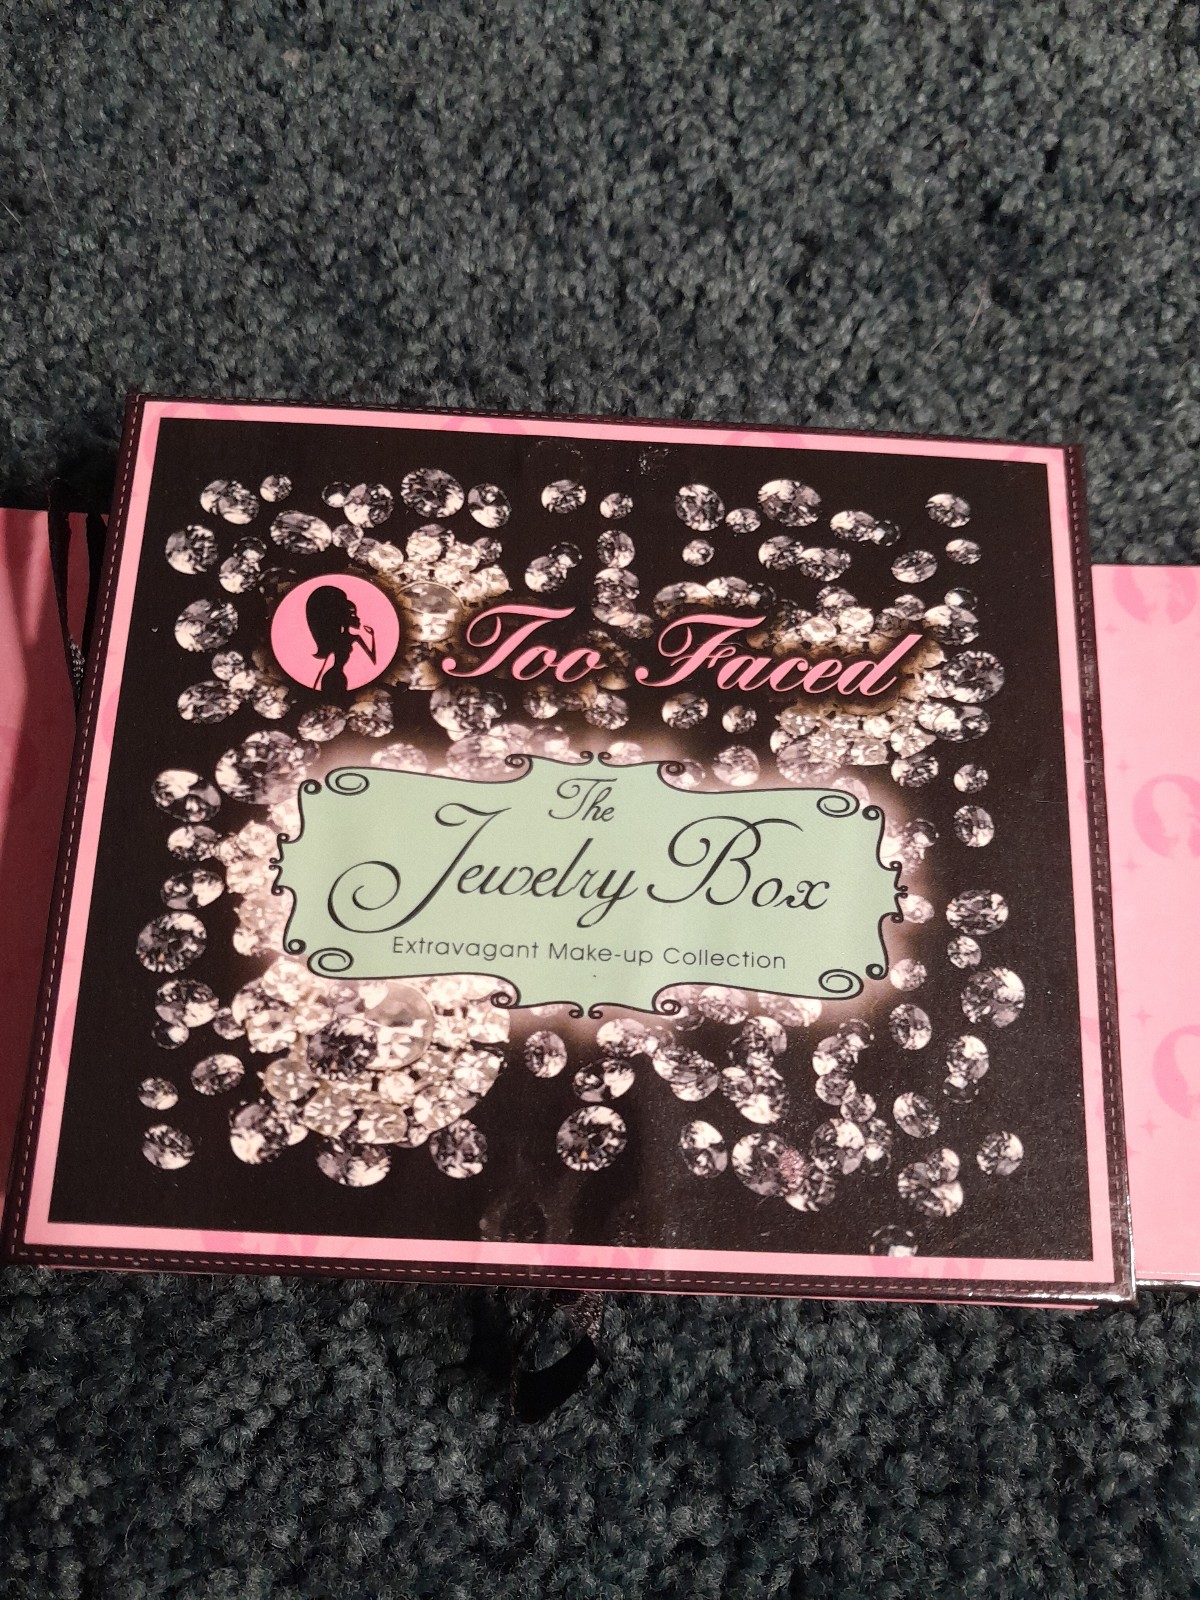 Too Faced
The
Jewelry Box
Extravagant Make-up Collection